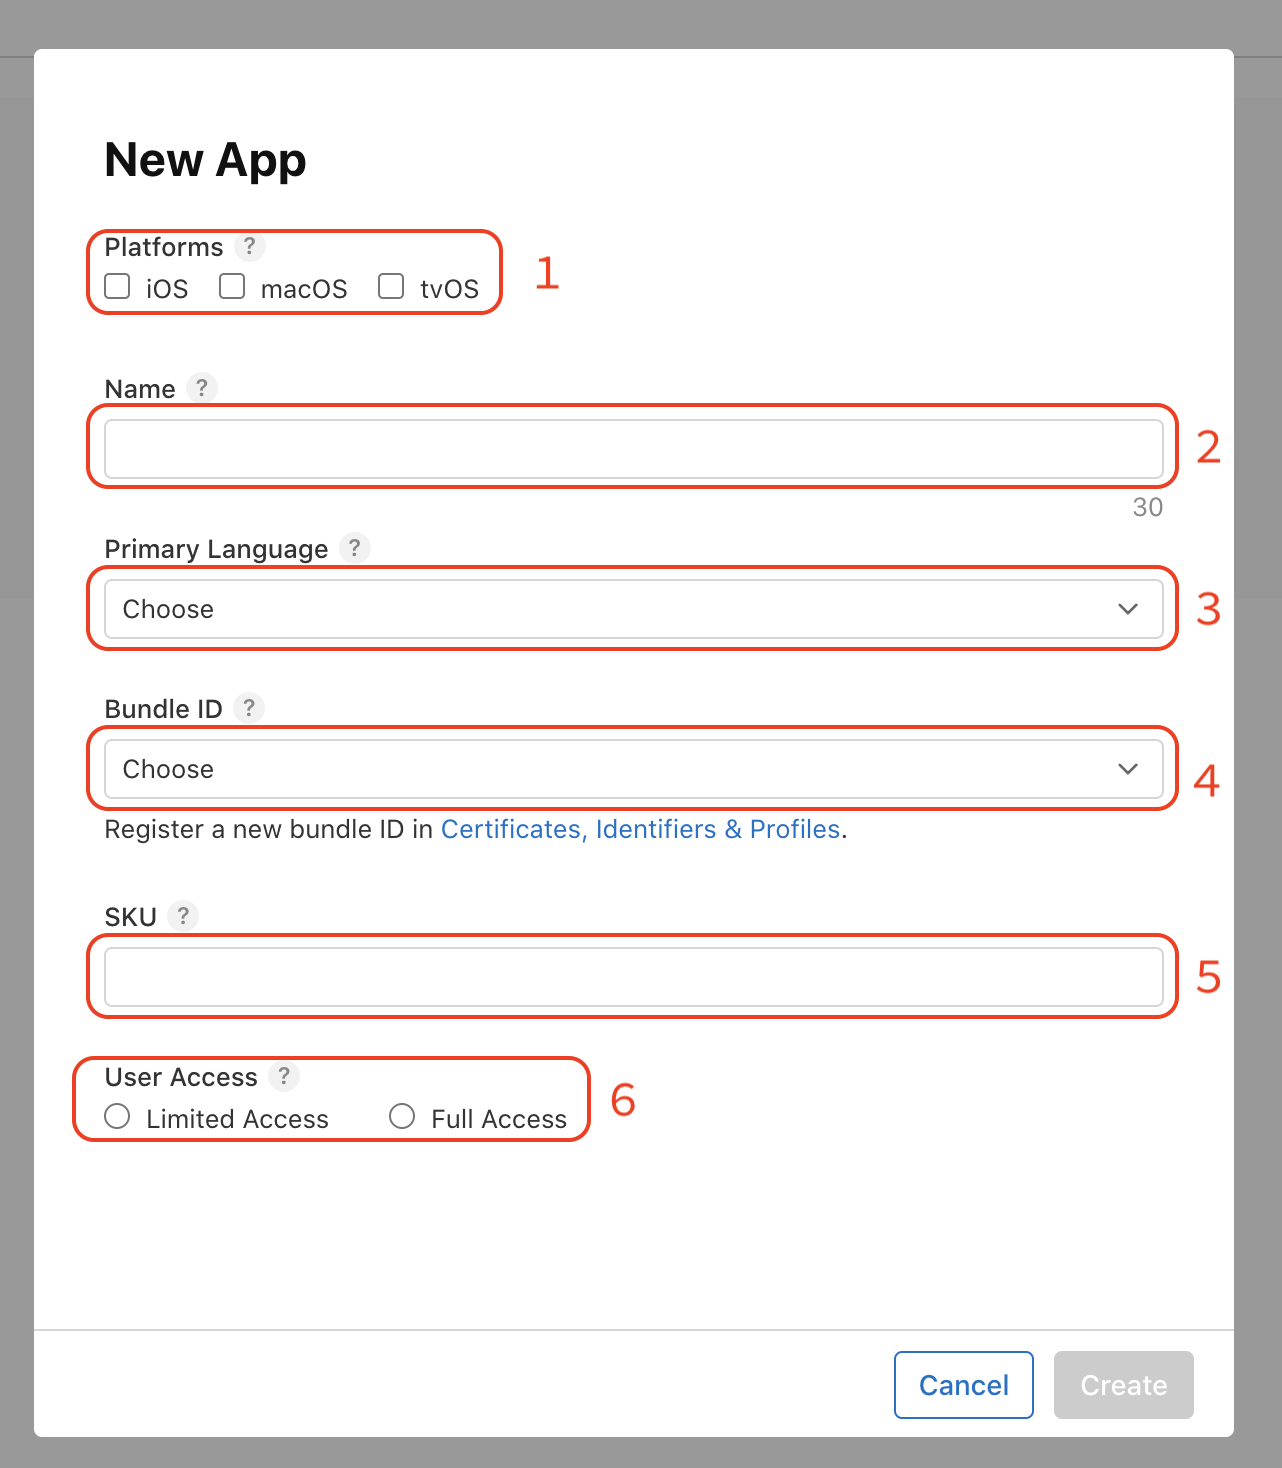 New App
Platforms ?
iOS macOS tvOS
1
Name ?
2
30
Primary Language ?
Choose
3
Bundle ID ?
Choose
4
Register a new bundle ID in Certificates, Identifiers & Profiles.
SKU ?
5
User Access ?
Limited Access Full Access
6
Cancel Create